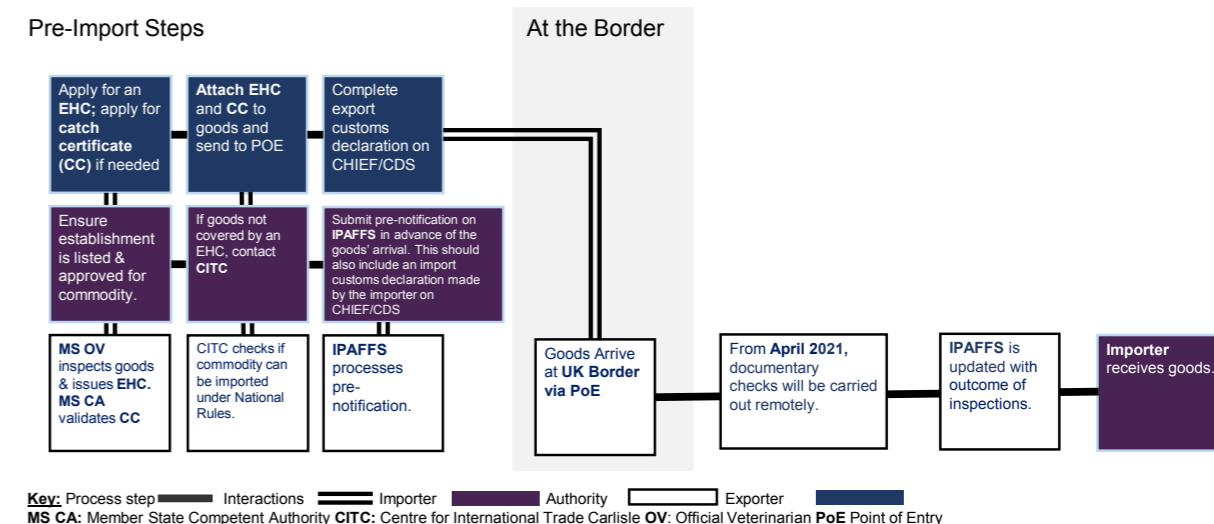 Pre-Import Steps
At the Border
Apply for an
EHC; apply for
catch
certificate
(CC) if needed
Attach EHC
and CC to
goods and
send to POE
Complete
export
customs
declaration on
CHIEF/CDS
Ensure
establishment
is listed &
approved for
commodity.
If goods not
covered by an
EHC, contact
CITC
Submit pre-notification on
IPAFFS in advance of the
goods' arrival. This should
also include an import
customs declaration made
by the importer on
CHIEF/CDS
MS OV
inspects goods
& issues EHC.
MS CA
validates CC
CITC checks if
commodity can
be imported
under National
Rules.
IPAFFS
processes
pre-
notification.
Goods Arrive
at UK Border
via PoE
From April 2021,
documentary
checks will be carried
out remotely.
IPAFFS is
updated with
outcome of
inspections.
Importer
receives goods.
Key: Process step Interactions Importer Authority Exporter
MS CA: Member State Competent Authority CITC: Centre for International Trade Carlisle OV: Official Veterinarian PoE Point of Entry